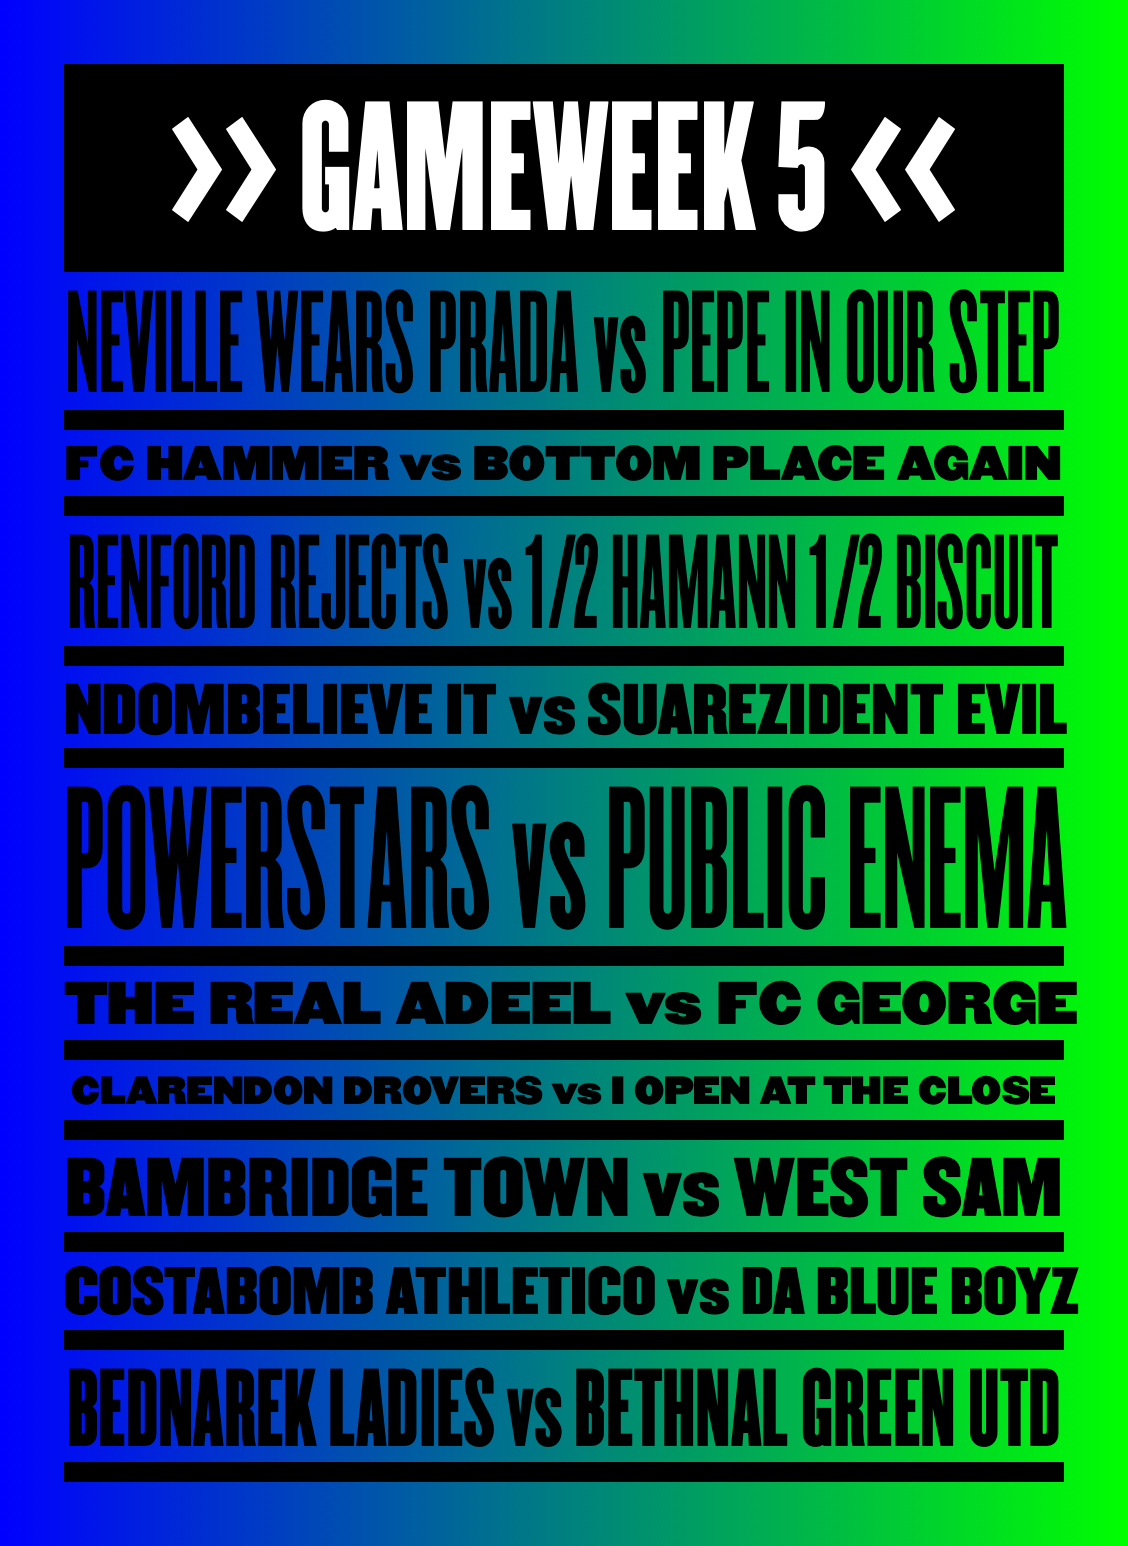 >> GAMEWEEK 5 <<
NEVILLE WEARS PRADA vs PEPE IN OUR STEP
FC HAMMER vs BOTTOM PLACE AGAIN
RENFORD REJECTS vs 1/2 HAMANN 1/2 BISCUIT
NDOMBELIEVE IT vs SUAREZIDENT EVIL
POWERSTARS vs PUBLIC ENEMA
THE REAL ADEEL vs FC GEORGE
CLARENDON DROVERS vs I OPEN AT THE CLOSE
BAMBRIDGE TOWN vs WEST SAM
COSTABOMB ATHLETICO vs DA BLUE BOYZ
BEDNAREK LADIES vs BETHNAL GREEN UTD